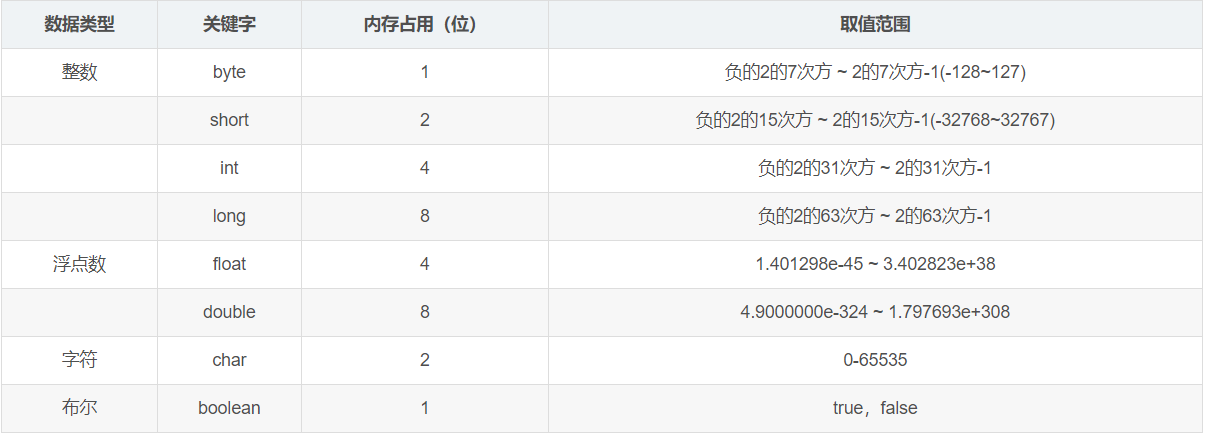 数据类型 关键字 内存占用（位） 取值范围
整数 byte 1 负的2的7次方 ~ 2的7次方-1(-128~127)
short 2 负的2的15次方 ~ 2的15次方-1(-32768~32767)
int 4 负的2的31次方 ~ 2的31次方-1
long 8 负的2的63次方 ~ 2的63次方-1
浮点数 float 4 1.401298e-45 ~ 3.402823e+38
double 8 4.9000000e-324 ~ 1.797693e+308
字符 char 2 0-65535
布尔 boolean 1 true，false